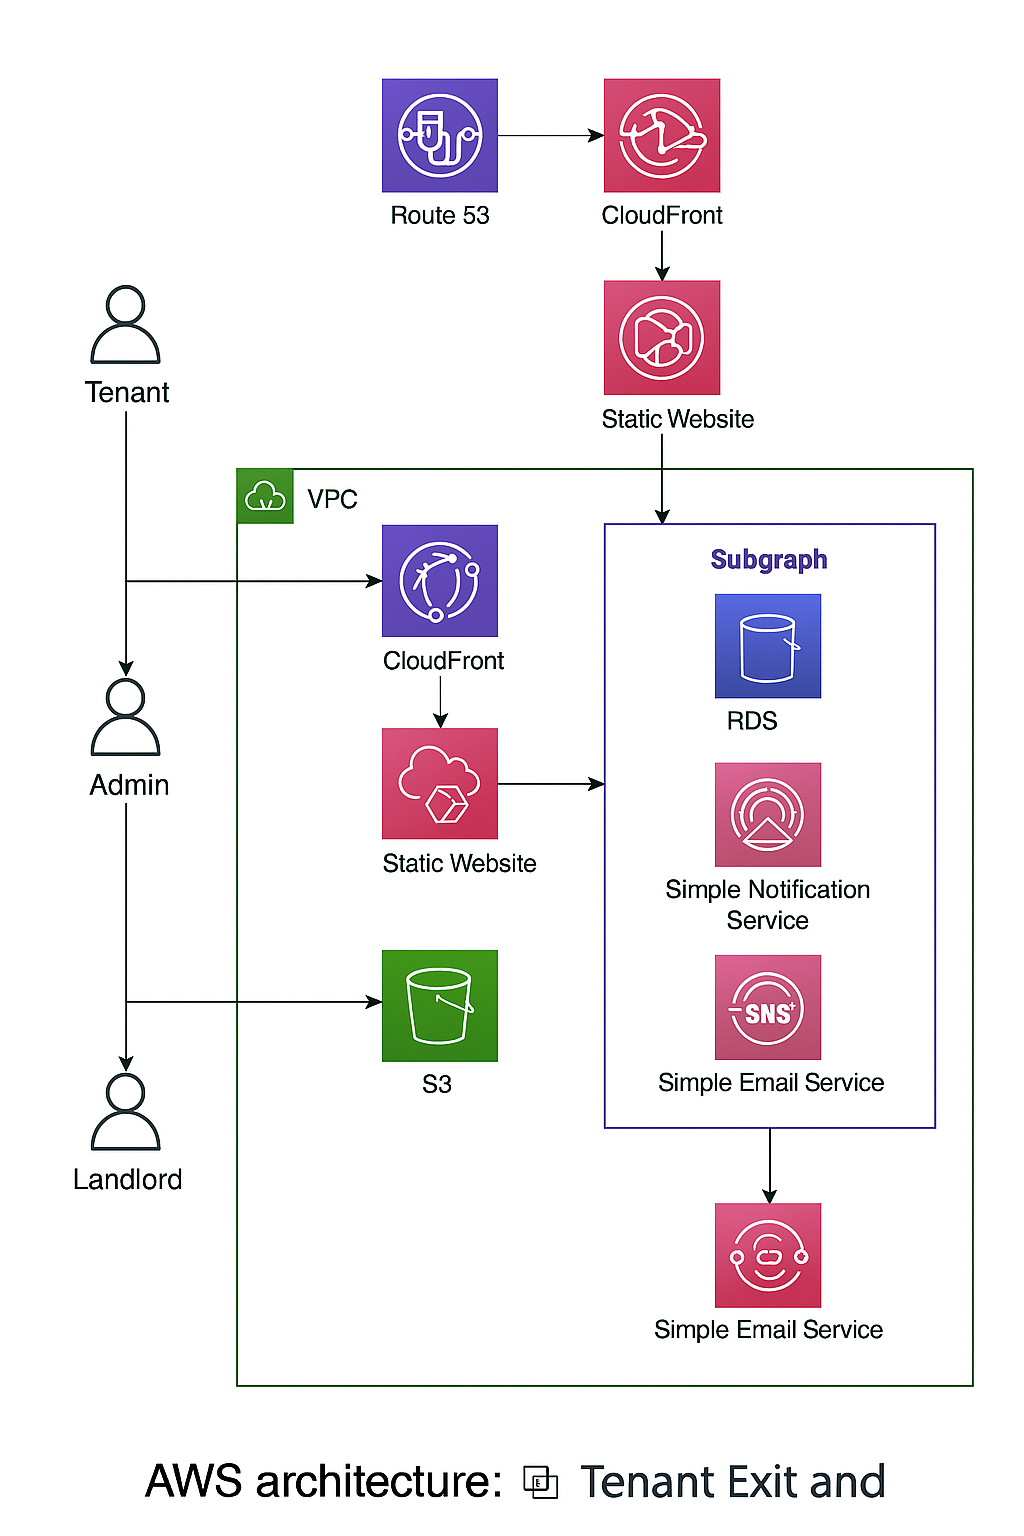 Route 53
CloudFront
Tenant
Static Website
VPC
CloudFront
Subgraph
RDS
Admin
Static Website
Simple Notification
Service
SNS+
S3
Simple Email Service
Landlord
Simple Email Service
AWS architecture: Tenant Exit and